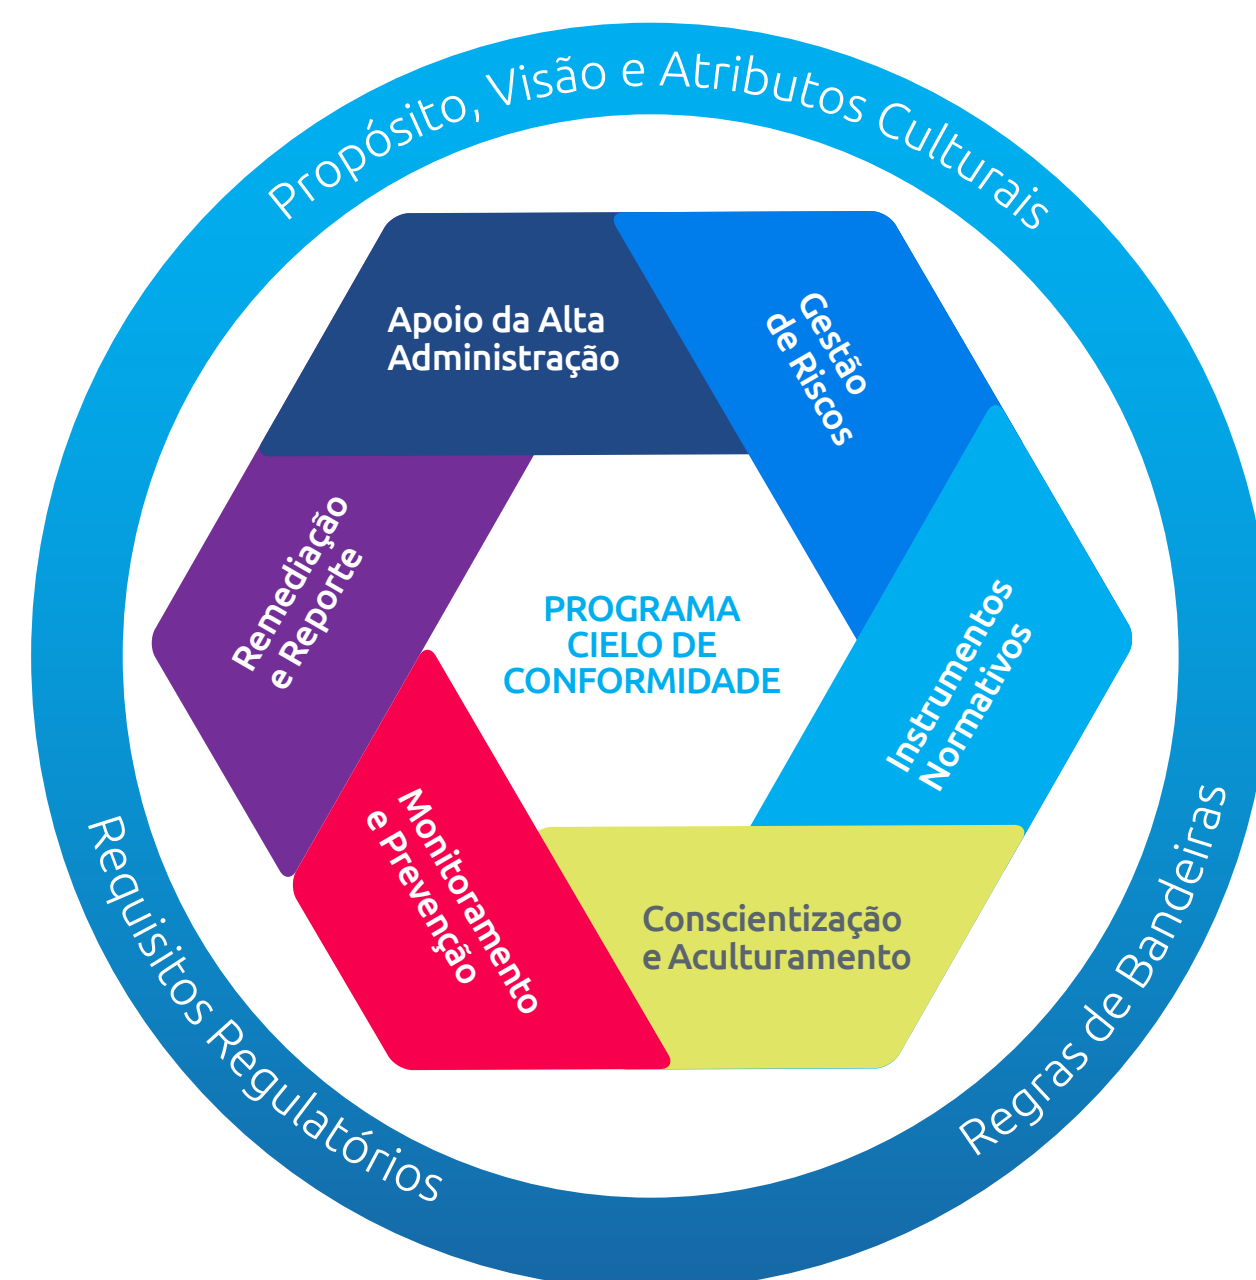 Propósito, Visão e Atributos Culturais
Apoio da Alta
Administração
Gestão
de Riscos
Instrumentos
Normativos
Conscientização
e Aculturamento
Monitoramento
e Prevenção
Remediação
e Reporte
PROGRAMA
CIELO DE
CONFORMIDADE
Requisitos Regulatórios
Regras de Bandeiras